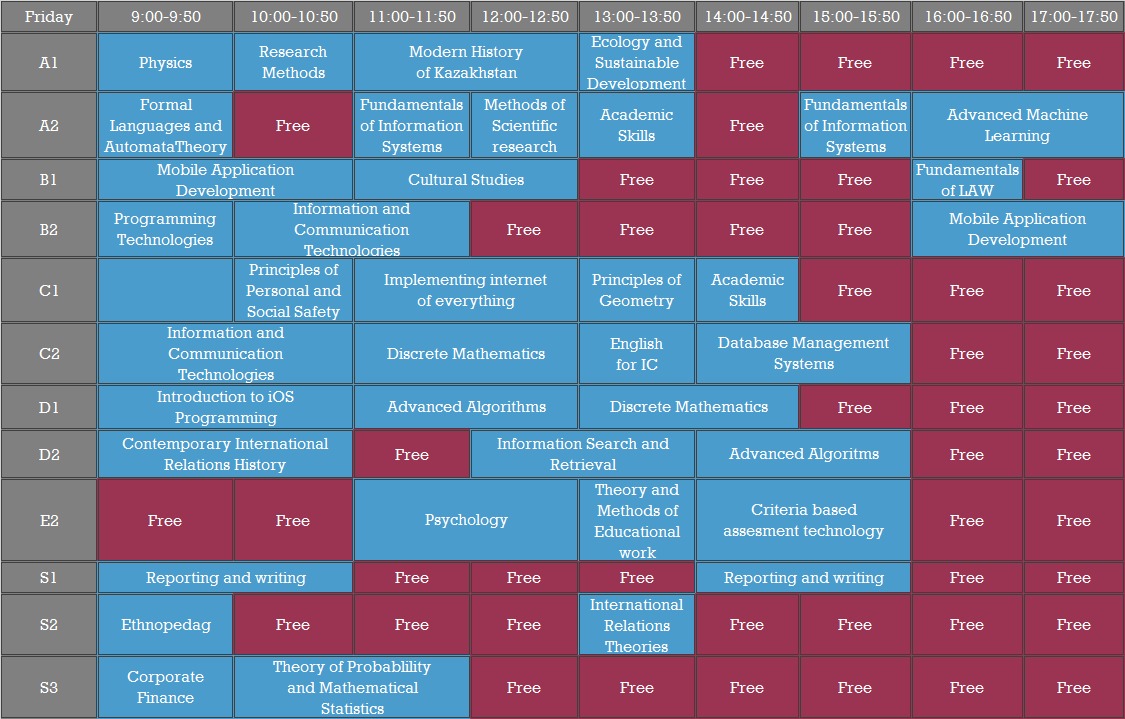 Friday 9:00-9:50 10:00-10:50 11:00-11:50 12:00-12:50 13:00-13:50 14:00-14:50 15:00-15:50 16:00-16:50 17:00-17:50
A1
Physics
Research
Methods
Modern History
of Kazakhstan
Ecology and
Sustainable
Development
Free
Free
Free
Free
A2
Formal
Languages and
AutomataTheory
Free
Fundamentals
of Information
Systems
Methods of
Scientific
research
Academic
Skills
Free
Fundamentals
of Information
Systems
Advanced Machine
Learning
B1
Mobile Application
Development
Cultural Studies
Free
Free
Free
Fundamentals
of LAW
Free
B2
Programming
Technologies
Information and
Communication
Technologies
Free
Free
Free
Free
Mobile Application
Development
C1
Principles of
Personal and
Social Safety
Implementing internet
of everything
Principles of
Geometry
Academic
Skills
Free
Free
Free
C2
Information and
Communication
Technologies
Discrete Mathematics
English
for IC
Database Management
Systems
Free
Free
D1
Introduction to iOS
Programming
Advanced Algorithms
Discrete Mathematics
Free
Free
Free
D2
Contemporary International
Relations History
Free
Information Search and
Retrieval
Advanced Algoritms
Free
Free
E2
Free
Free
Psychology
Theory and
Methods of
Educational
work
Criteria based
assesment technology
Free
Free
S1
Reporting and writing
Free
Free
Free
Reporting and writing
Free
Free
S2
Ethnopedag
Free
Free
Free
International
Relations
Theories
Free
Free
Free
Free
S3
Corporate
Finance
Theory of Probablility
and Mathematical
Statistics
Free
Free
Free
Free
Free
Free